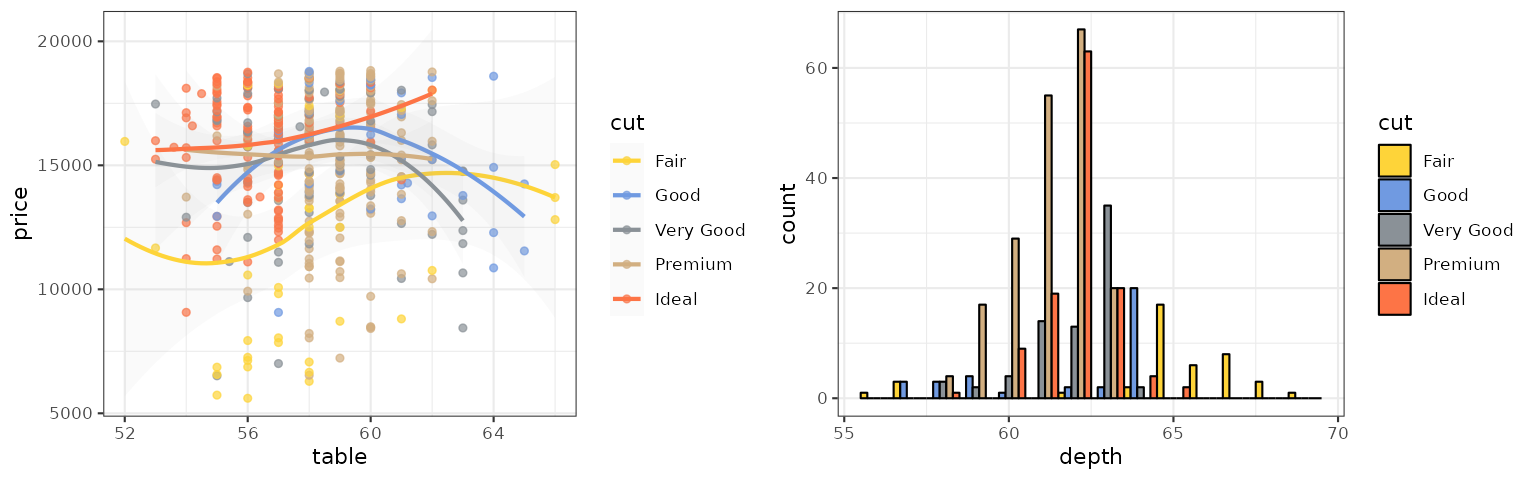 price
20000
15000
10000
5000
52 56 60 64
table
cut
Fair
Good
Very Good
Premium
Ideal
count
60
40
20
0
55 60 65 70
depth
cut
Fair
Good
Very Good
Premium
Ideal